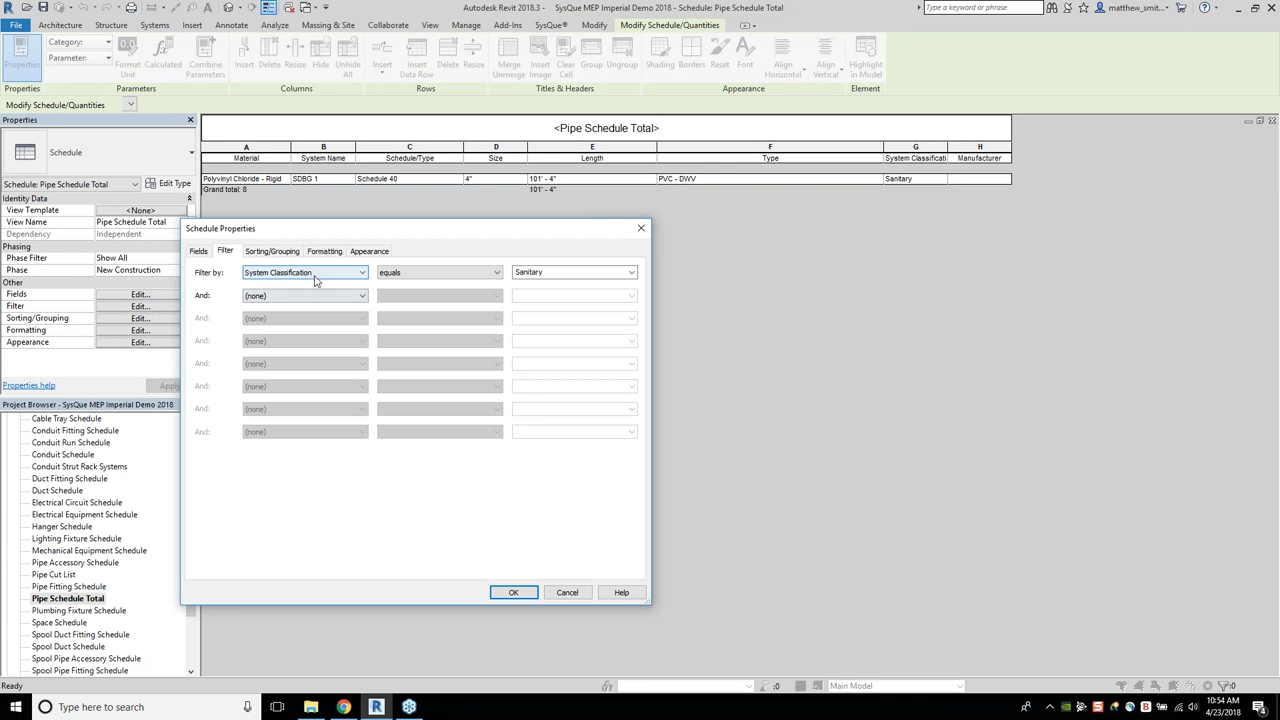 Autodesk Revit 2018.3 - SysQue MEP Imperial Demo 2018 - Schedule: Pipe Schedule Total
Type a keyword or phrase
matthew_smit...
File Architecture Structure Systems Insert Annotate Analyze Massing & Site Collaborate View Manage Add-Ins SysQue® Modify Modify Schedule/Quantities
Properties
Category:
Parameter:
Format Unit
Calculated
Combine Parameters
Insert
Delete
Resize
Hide
Unhide All
Insert
Insert Data Row
Delete
Resize
Merge Unmerge
Insert Image
Clear Cell
Group
Ungroup
Shading
Borders
Reset
Font
Align Horizontal
Align Vertical
Highlight in Model
Properties Parameters Columns Rows Titles & Headers Appearance Element
Modify Schedule/Quantities
Properties
Schedule
Schedule: Pipe Schedule Total
Edit Type
Identity Data
View Template <None>
View Name Pipe Schedule Total
Dependency Independent
Phasing
Phase Filter Show All
Phase New Construction
Other
Fields Edit...
Filter Edit...
Sorting/Grouping Edit...
Formatting Edit...
Appearance Edit...
Properties help
Apply
Project Browser - SysQue MEP Imperial Demo 2018
Cable Tray Schedule
Conduit Fitting Schedule
Conduit Run Schedule
Conduit Schedule
Conduit Strut Rack Systems
Duct Fitting Schedule
Duct Schedule
Electrical Circuit Schedule
Electrical Equipment Schedule
Hanger Schedule
Lighting Fixture Schedule
Mechanical Equipment Schedule
Pipe Accessory Schedule
Pipe Cut List
Pipe Fitting Schedule
Pipe Schedule Total
Plumbing Fixture Schedule
Space Schedule
Spool Duct Fitting Schedule
Spool Duct Schedule
Spool Pipe Accessory Schedule
Spool Pipe Fitting Schedule
<Pipe Schedule Total>
A B C D E F G H
Material System Name Schedule/Type Size Length Type System Classificati Manufacturer
Polyvinyl Chloride - Rigid SDBG 1 Schedule 40 4" 101' - 4" PVC - DWV Sanitary
Grand total: 8 101' - 4"
Schedule Properties
Fields Filter Sorting/Grouping Formatting Appearance
Filter by: System Classification equals Sanitary
And: (none)
And: (none)
And: (none)
And: (none)
And: (none)
And: (none)
And: (none)
OK Cancel Help
Ready
:0
Main Model
:0
Type here to search
10:54 AM
4/23/2018
4